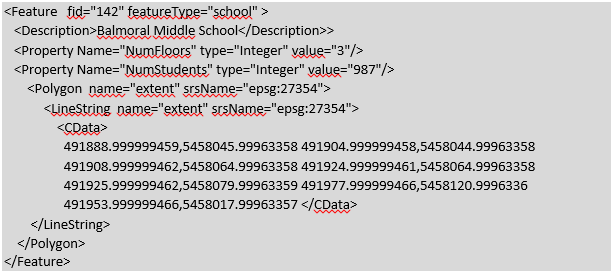 <Feature fid="142" featureType="school" >
<Description>Balmoral Middle School</Description>>
<Property Name="NumFloors" type="Integer" value="3"/>
<Property Name="NumStudents" type="Integer" value="987"/>
<Polygon name="extent" srsName="epsg:27354">
<LineString name="extent" srsName="epsg:27354">
<CData>
491888.999999459,5458045.99963358 491904.999999458,5458044.99963358
491908.999999462,5458064.99963358 491924.999999461,5458064.99963358
491925.999999462,5458079.99963359 491977.999999466,5458120.9996336
491953.999999466,5458017.99963357 </CData>
</LineString>
</Polygon>
</Feature>